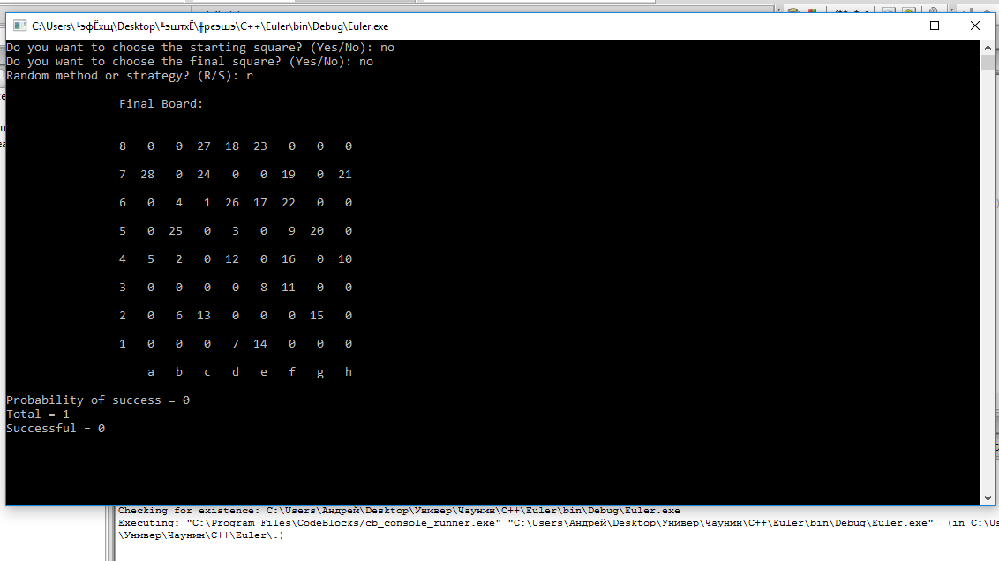 C:\Users\└эфЁхщ\Desktop\╙эштхЁ\╫рєэшэ\C++\Euler\bin\Debug\Euler.exe
Do you want to choose the starting square? (Yes/No): no
Do you want to choose the final square? (Yes/No): no
Random method or strategy? (R/S): r
Final Board:
8 0 0 27 18 23 0 0 0
7 28 0 24 0 0 19 0 21
6 0 4 1 26 17 22 0 0
5 0 25 0 3 0 9 20 0
4 5 2 0 12 0 16 0 10
3 0 0 0 0 8 11 0 0
2 0 6 13 0 0 0 15 0
1 0 0 0 7 14 0 0 0
a b c d e f g h
Probability of success = 0
Total = 1
Successful = 0
Checking for existence: C:\Users\Андрей\Desktop\Универ\Чаунин\C++\Euler\bin\Debug\Euler.exe
Executing: "C:\Program Files\CodeBlocks/cb_console_runner.exe" "C:\Users\Андрей\Desktop\Универ\Чаунин\C++\Euler\bin\Debug\Euler.exe" (in C:\Us
\Универ\Чаунин\C++\Euler\.)